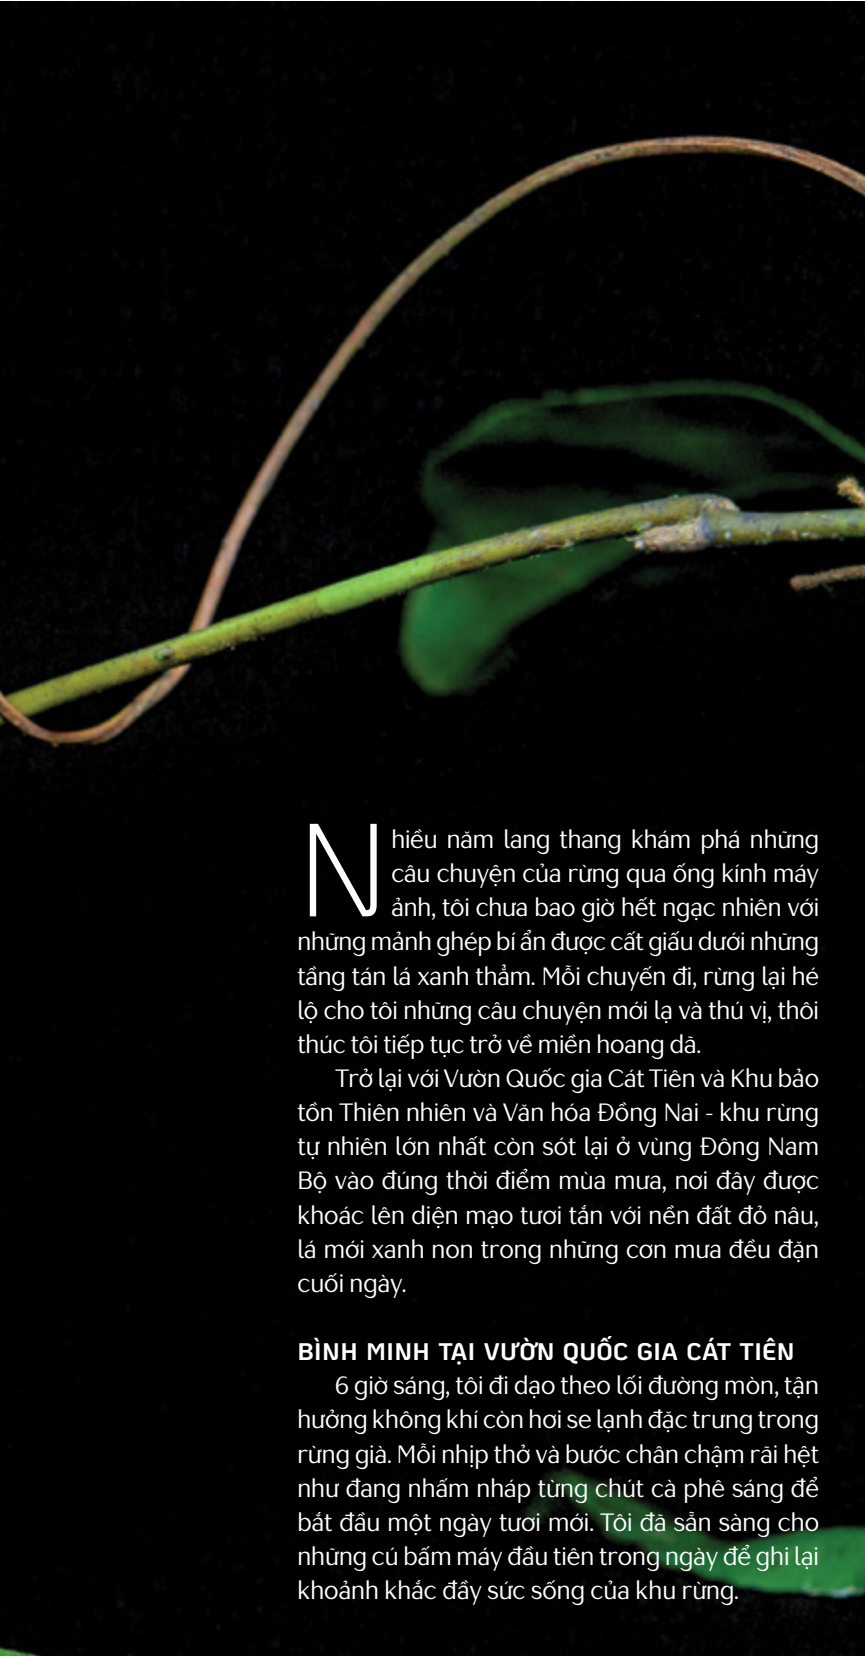 Nhiều năm lang thang khám phá những
câu chuyện của rừng qua ống kính máy
ảnh, tôi chưa bao giờ hết ngạc nhiên với
những mảnh ghép bí ẩn được cất giấu dưới những
tầng tán lá xanh thẳm. Mỗi chuyến đi, rừng lại hé
lộ cho tôi những câu chuyện mới lạ và thú vị, thôi
thúc tôi tiếp tục trở về miền hoang dã.
Trở lại với Vườn Quốc gia Cát Tiên và Khu bảo
tồn Thiên nhiên và Văn hóa Đồng Nai - khu rừng
tự nhiên lớn nhất còn sót lại ở vùng Đông Nam
Bộ vào đúng thời điểm mùa mưa, nơi đây được
khoác lên diện mạo tươi tắn với nền đất đỏ nâu,
lá mới xanh non trong những cơn mưa đều đặn
cuối ngày.
BÌNH MINH TẠI VƯỜN QUỐC GIA CÁT TIÊN
6 giờ sáng, tôi đi dạo theo lối đường mòn, tận
hưởng không khí còn hơi se lạnh đặc trưng trong
rừng già. Mỗi nhịp thở và bước chân chậm rãi hệt
như đang nhấm nháp từng chút cà phê sáng để
bắt đầu một ngày tươi mới. Tôi đã sẵn sàng cho
những cú bấm máy đầu tiên trong ngày để ghi lại
khoảnh khắc đầy sức sống của khu rừng.